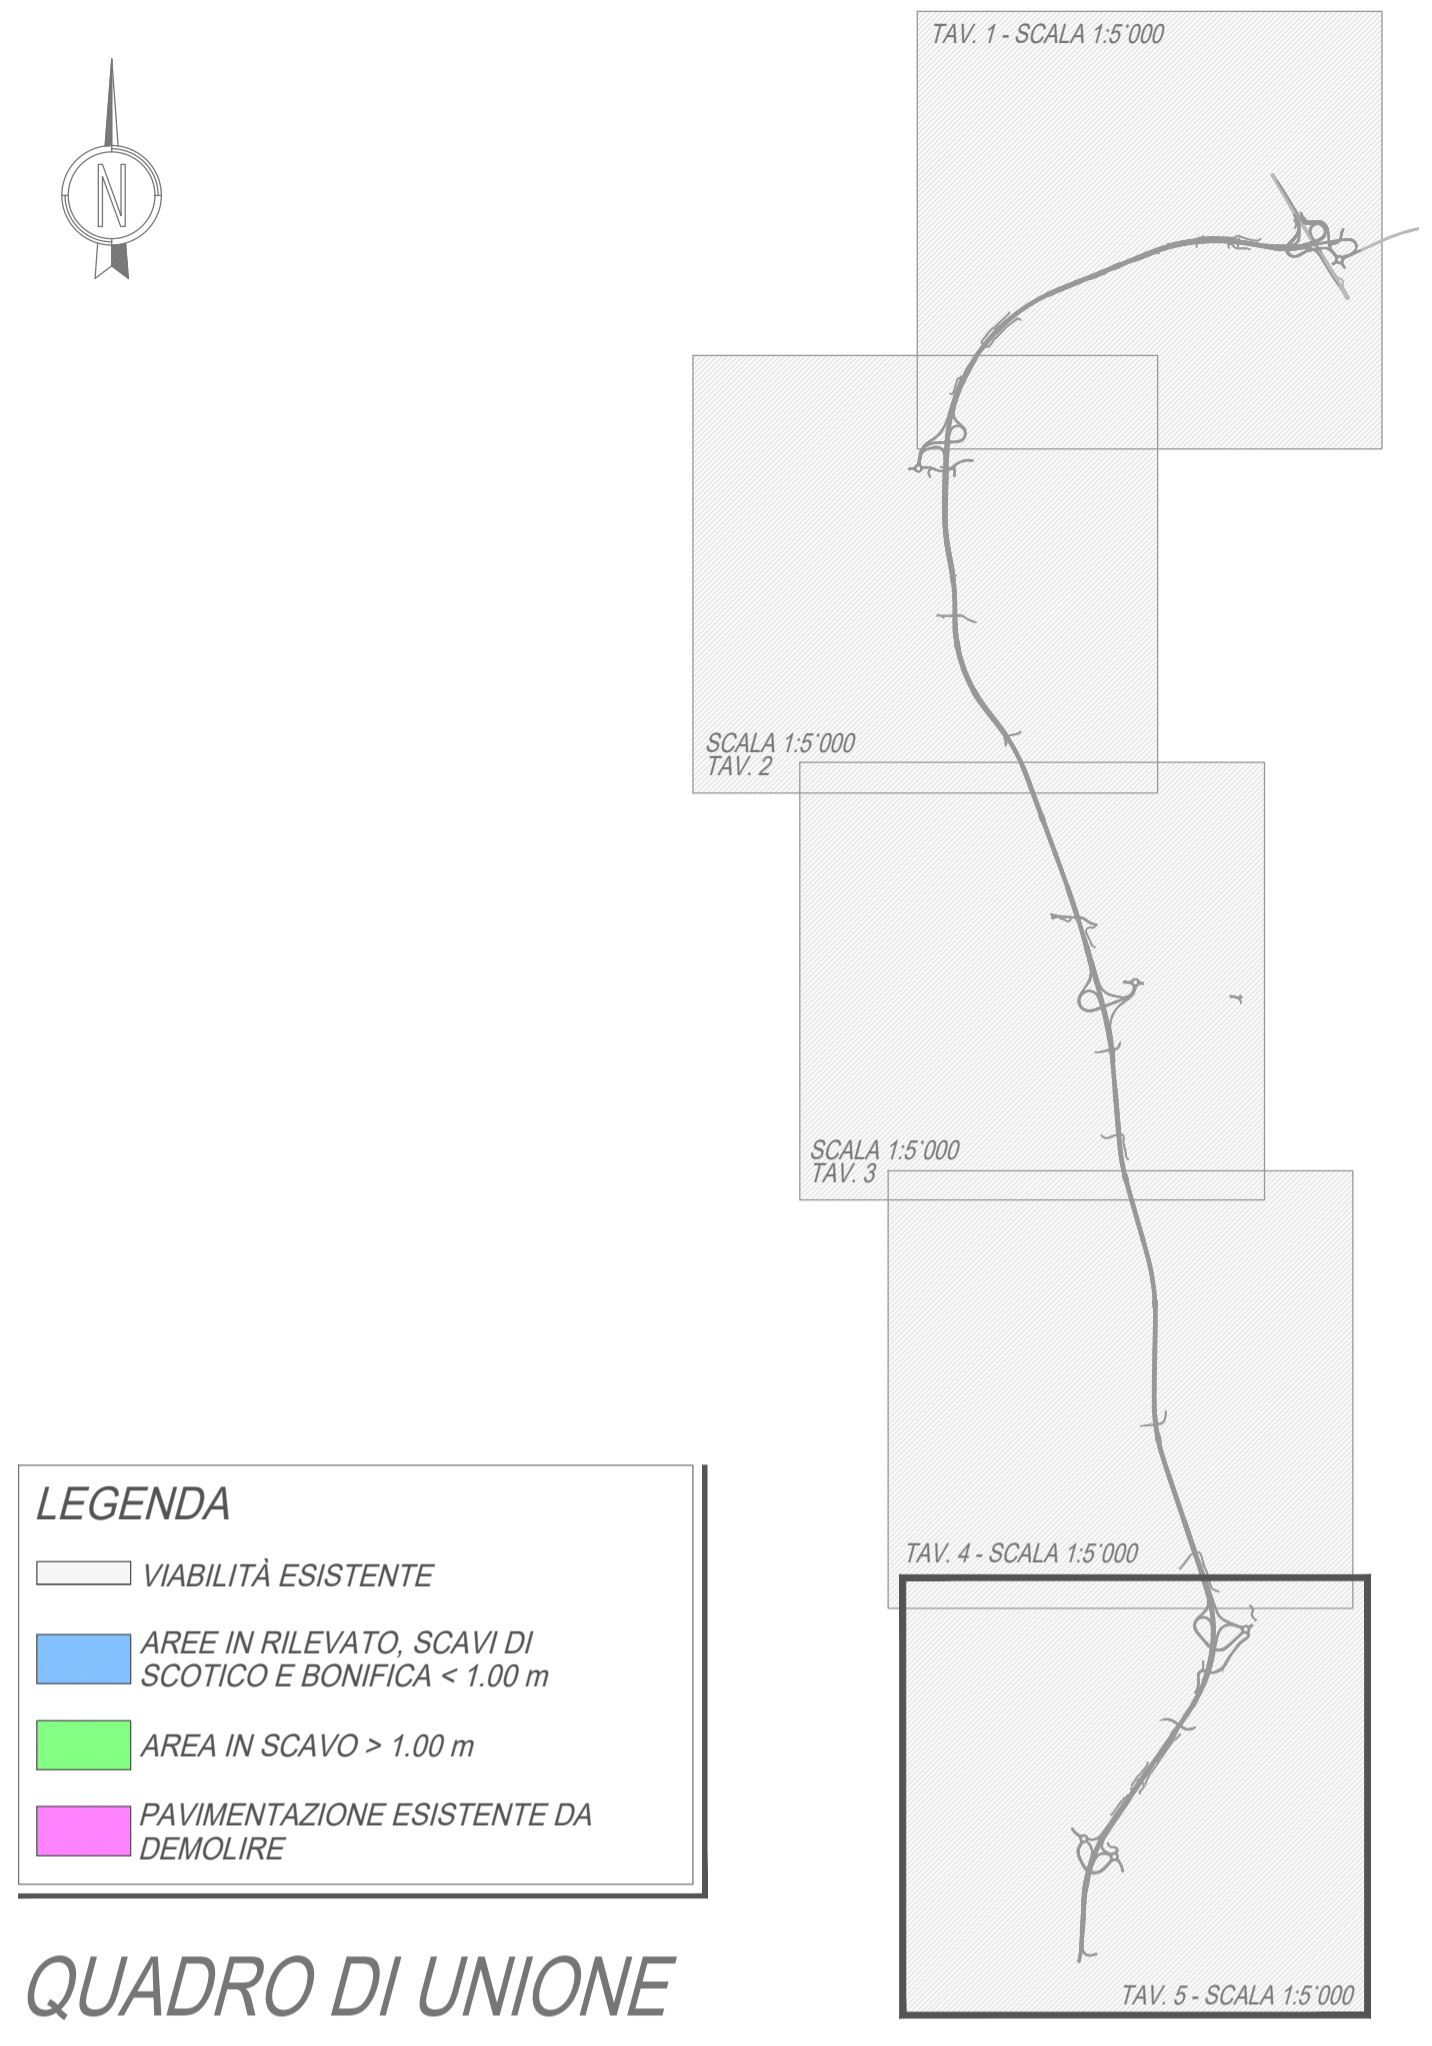 TAV. 1 - SCALA 1:5˙000
N
SCALA 1:5˙000
TAV. 2
SCALA 1:5˙000
TAV. 3
TAV. 4 - SCALA 1:5˙000
LEGENDA
VIABILITÀ ESISTENTE
AREE IN RILEVATO, SCAVI DI
SCOTICO E BONIFICA < 1.00 m
AREA IN SCAVO > 1.00 m
PAVIMENTAZIONE ESISTENTE DA
DEMOLIRE
QUADRO DI UNIONE
TAV. 5 - SCALA 1:5˙000